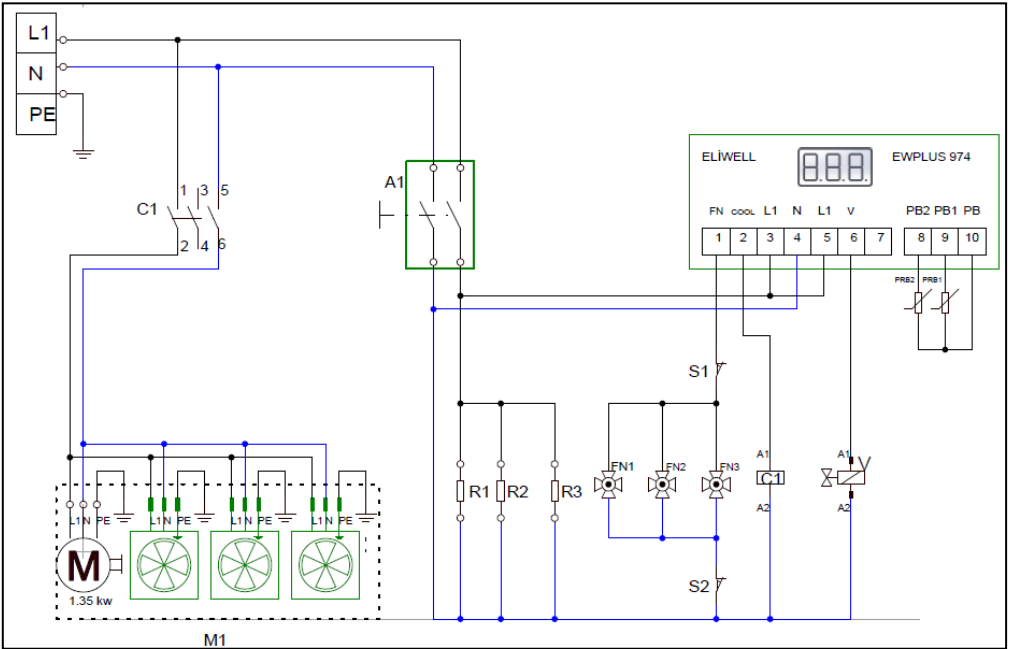 L1
N
PE
C1
1 3 5
2 4 6
A1
ELİWELL 8.8.8. EWPLUS 974
FN COOL L1 N L1 V PB2 PB1 PB
1 2 3 4 5 6 7 8 9 10
PRB2 PRB1
S1
R1 R2 R3
FN1 FN2 FN3
A1 C1 A2
A1 V A2
S2
L1 N PE L1 N PE L1 N PE L1 N PE
M
1.35 kw
M1